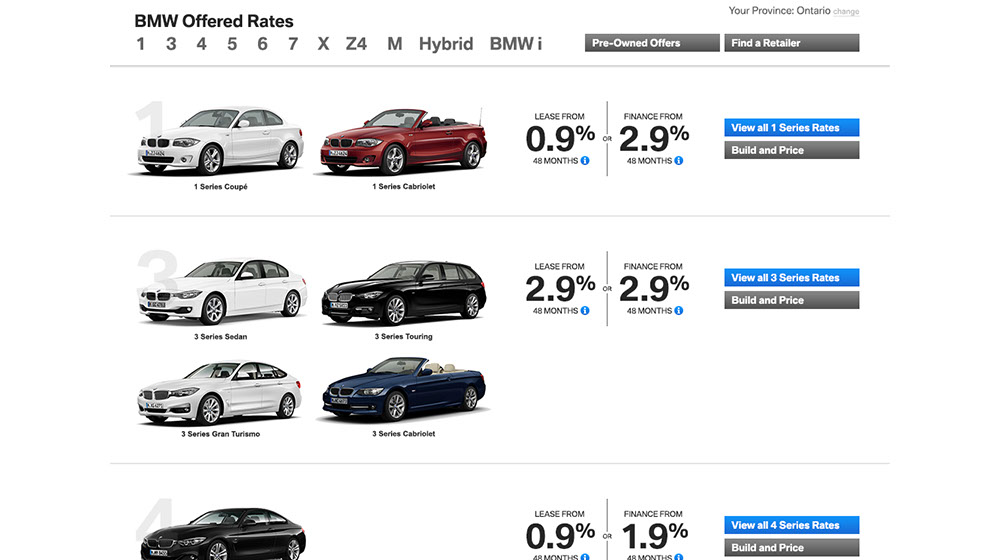 Your Province: Ontario change
BMW Offered Rates
1 3 4 5 6 7 X Z4 M Hybrid BMW i
Pre-Owned Offers
Find a Retailer
1
LEASE FROM
0.9%
48 MONTHS
OR
FINANCE FROM
2.9%
48 MONTHS
View all 1 Series Rates
Build and Price
1 Series Coupé
1 Series Cabriolet
3
LEASE FROM
2.9%
48 MONTHS
OR
FINANCE FROM
2.9%
48 MONTHS
View all 3 Series Rates
Build and Price
3 Series Sedan
3 Series Touring
3 Series Gran Turismo
3 Series Cabriolet
4
LEASE FROM
0.9%
48 MONTHS
OR
FINANCE FROM
1.9%
48 MONTHS
View all 4 Series Rates
Build and Price